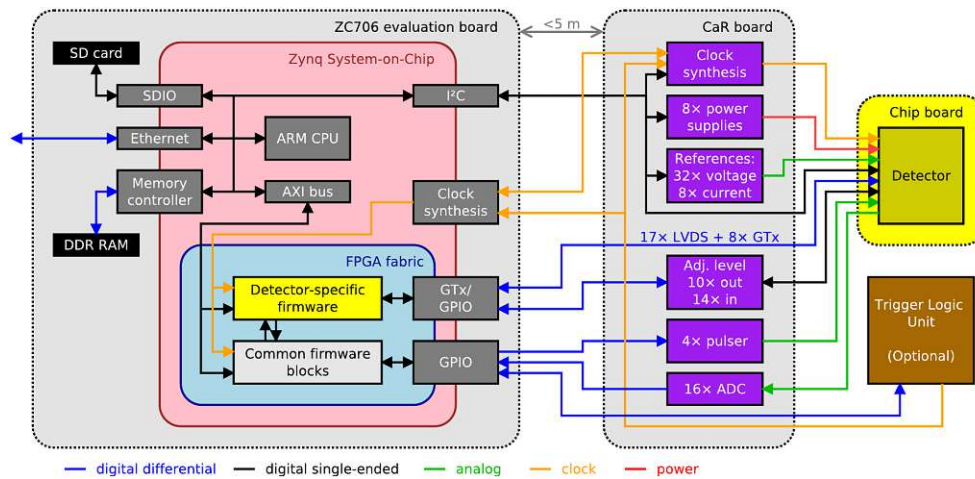 ZC706 evaluation board
<5 m
CaR board
SD card
Zynq System-on-Chip
Clock
synthesis
SDIO
I²C
8× power
supplies
Chip board
Ethernet
ARM CPU
References:
32× voltage
8× current
Detector
Memory
controller
AXI bus
Clock
synthesis
DDR RAM
17× LVDS + 8× GTx
FPGA fabric
Detector-specific
firmware
GTx/
GPIO
Adj. level
10× out
14× in
Trigger Logic
Unit
(Optional)
Common firmware
blocks
GPIO
4× pulser
16× ADC
digital differential
digital single-ended
analog
clock
power